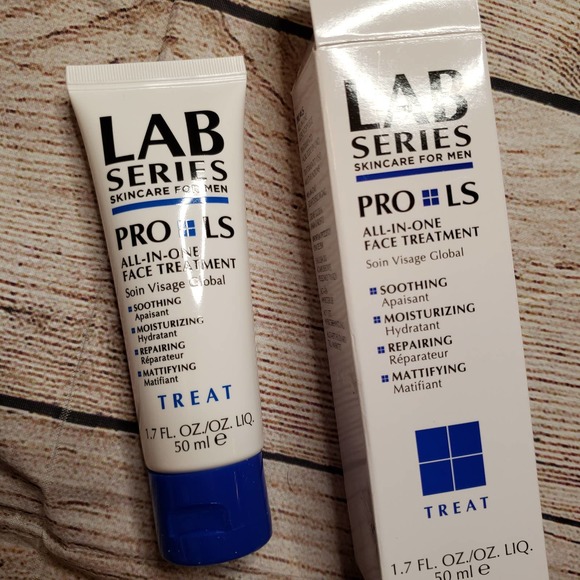 LAB
SERIES
SKINCARE FOR MEN
PRO LS
ALL-IN-ONE
FACE TREATMENT
Soin Visage Global
SOOTHING
Apaisant
MOISTURIZING
Hydratant
REPAIRING
Réparateur
MATTIFYING
Matifiant
TREAT
1.7 FL. OZ./OZ. LIQ.
50 ml e
LAB
SERIES
SKINCARE FOR MEN
PRO LS
ALL-IN-ONE
FACE TREATMENT
Soin Visage Global
SOOTHING
Apaisant
MOISTURIZING
Hydratant
REPAIRING
Réparateur
MATTIFYING
Matifiant
TREAT
1.7 FL. OZ./OZ. LIQ.
50 ml e